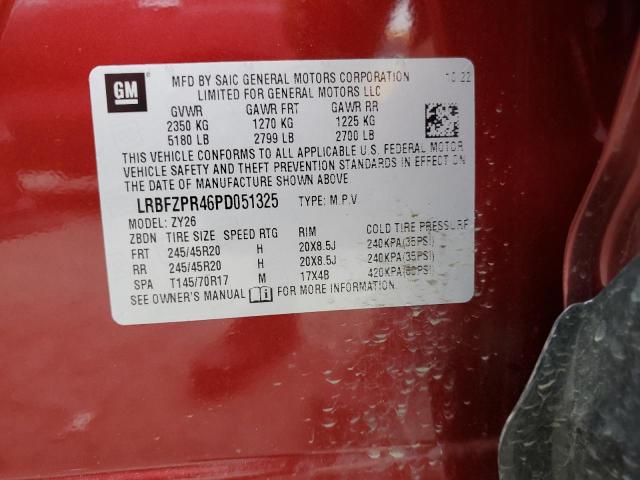 GM
MFD BY SAIC GENERAL MOTORS CORPORATION 10 22
LIMITED FOR GENERAL MOTORS LLC
GVWR GAWR FRT GAWR RR
2350 KG 1270 KG 1225 KG
5180 LB 2799 LB 2700 LB
THIS VEHICLE CONFORMS TO ALL APPLICABLE U.S. FEDERAL MOTOR
VEHICLE SAFETY AND THEFT PREVENTION STANDARDS IN EFFECT ON
THE DATE OF MANUFACTURE SHOWN ABOVE.
LRBFZPR46PD051325 TYPE: M.P.V
MODEL: ZY26
ZBDN TIRE SIZE SPEED RTG RIM COLD TIRE PRESSURE
FRT 245/45R20 H 20X8.5J 240KPA(35PSI)
RR 245/45R20 H 20X8.5J 240KPA(35PSI)
SPA T145/70R17 M 17X4B 420KPA(60PSI)
SEE OWNER'S MANUAL FOR MORE INFORMATION.